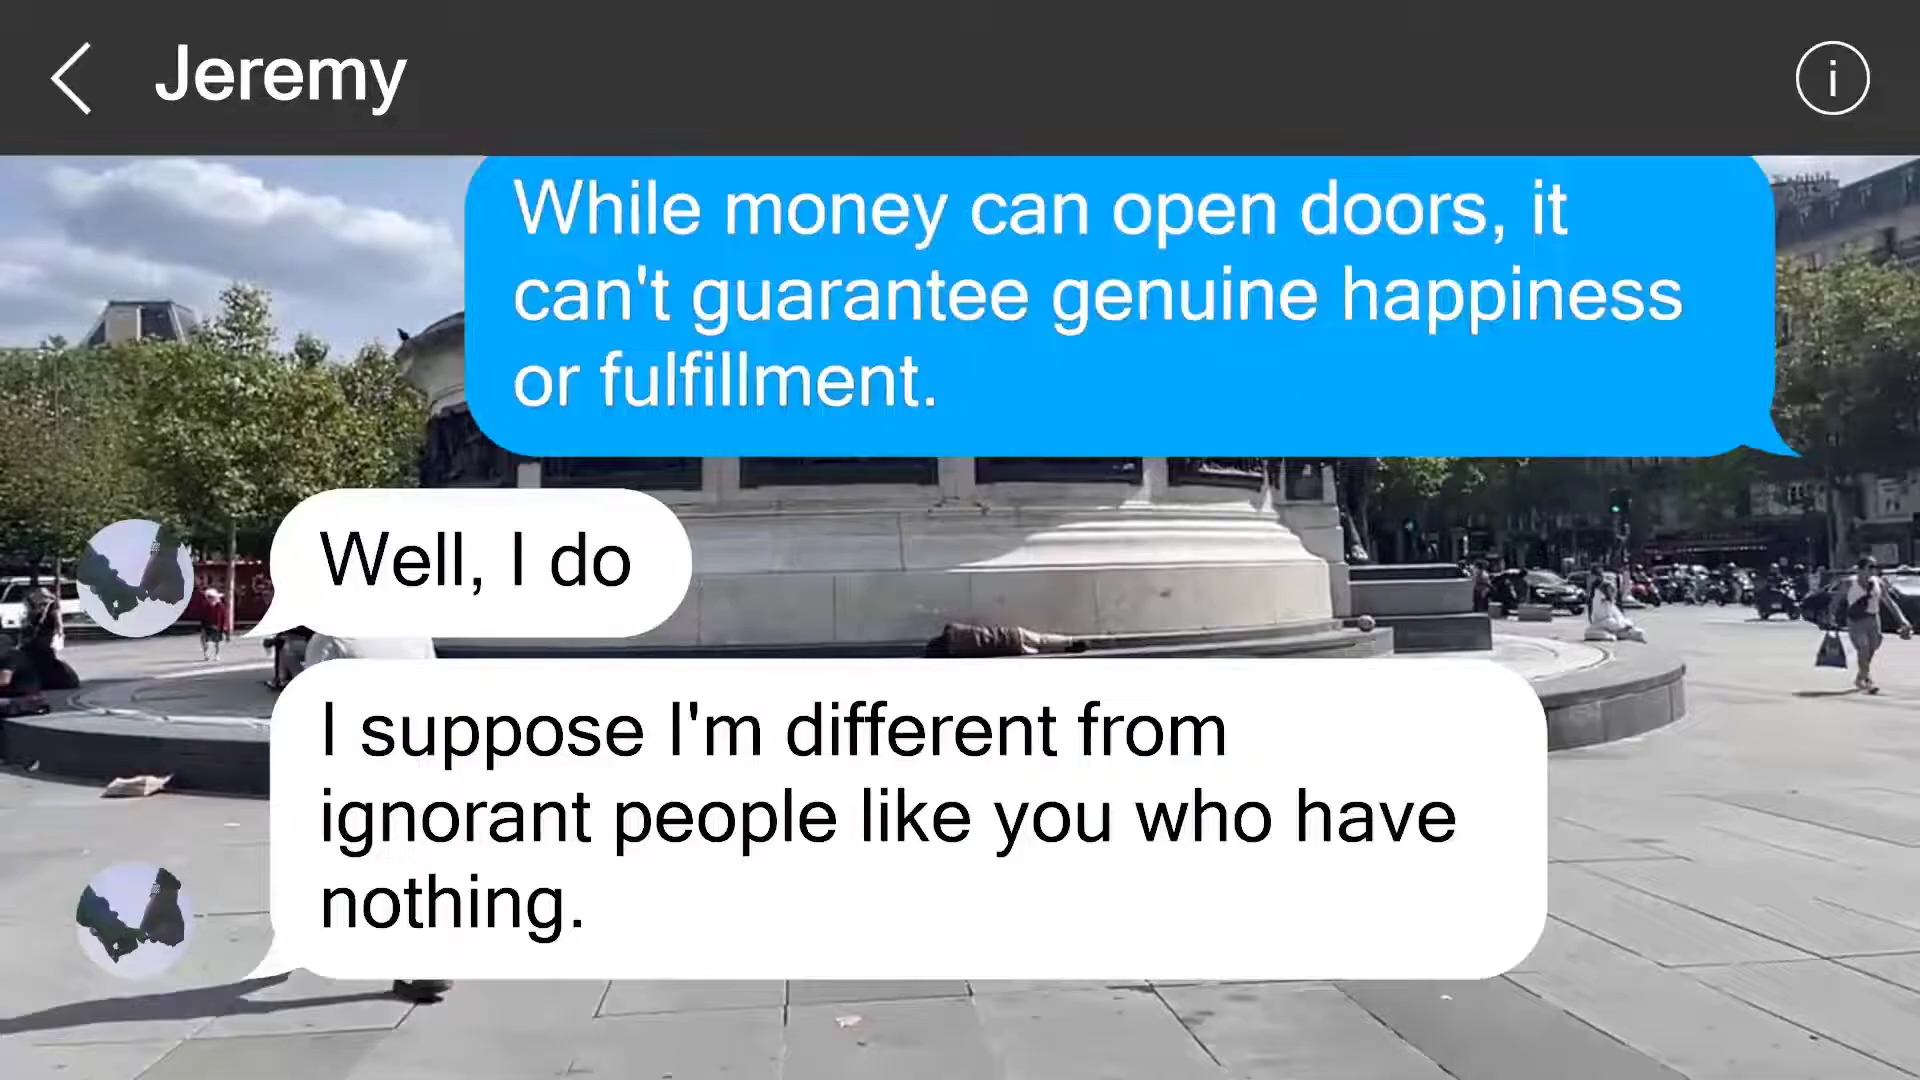 Jeremy
While money can open doors, it
can't guarantee genuine happiness
or fulfillment.
Well, I do
I suppose I'm different from
ignorant people like you who have
nothing.